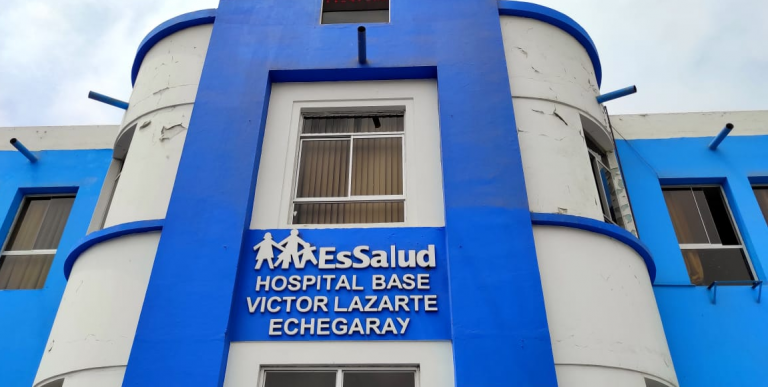 EsSalud
HOSPITAL BASE
VICTOR LAZARTE
ECHEGARAY